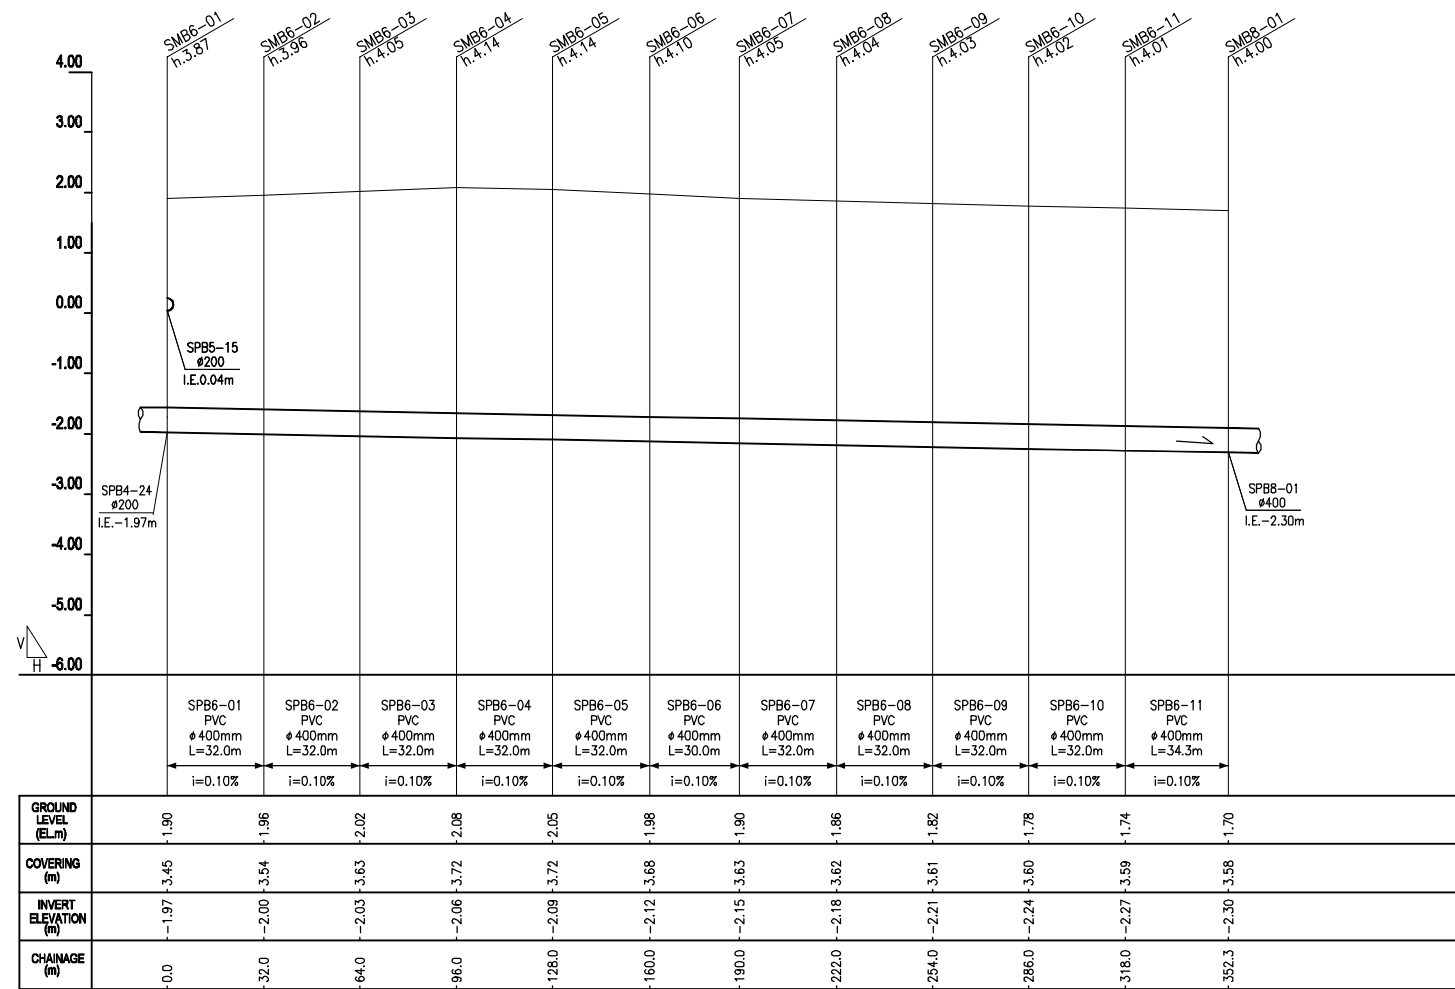 SMB6-01
h.3.87
SMB6-02
h.3.96
SMB6-03
h.4.05
SMB6-04
h.4.14
SMB6-05
h.4.14
SMB6-06
h.4.10
SMB6-07
h.4.05
SMB6-08
h.4.04
SMB6-09
h.4.03
SMB6-10
h.4.02
SMB6-11
h.4.01
SMB8-01
h.4.00
4.00
3.00
2.00
1.00
0.00
-1.00
-2.00
-3.00
-4.00
-5.00
-6.00
V
H
SPB5-15
ø200
I.E.0.04m
SPB4-24
ø200
I.E.-1.97m
SPB8-01
ø400
I.E.-2.30m
SPB6-01
PVC
ø400mm
L=32.0m
i=0.10%
SPB6-02
PVC
ø400mm
L=32.0m
i=0.10%
SPB6-03
PVC
ø400mm
L=32.0m
i=0.10%
SPB6-04
PVC
ø400mm
L=32.0m
i=0.10%
SPB6-05
PVC
ø400mm
L=32.0m
i=0.10%
SPB6-06
PVC
ø400mm
L=30.0m
i=0.10%
SPB6-07
PVC
ø400mm
L=32.0m
i=0.10%
SPB6-08
PVC
ø400mm
L=32.0m
i=0.10%
SPB6-09
PVC
ø400mm
L=32.0m
i=0.10%
SPB6-10
PVC
ø400mm
L=32.0m
i=0.10%
SPB6-11
PVC
ø400mm
L=34.3m
i=0.10%
GROUND
LEVEL
(EL.m)
1.90
1.96
2.02
2.08
2.05
1.98
1.90
1.86
1.82
1.78
1.74
1.70
COVERING
(m)
3.45
3.54
3.63
3.72
3.72
3.68
3.63
3.62
3.61
3.60
3.59
3.58
INVERT
ELEVATION
(m)
-1.97
-2.00
-2.03
-2.06
-2.09
-2.12
-2.15
-2.18
-2.21
-2.24
-2.27
-2.30
CHAINAGE
(m)
0.0
32.0
64.0
96.0
128.0
160.0
190.0
222.0
254.0
286.0
318.0
352.3